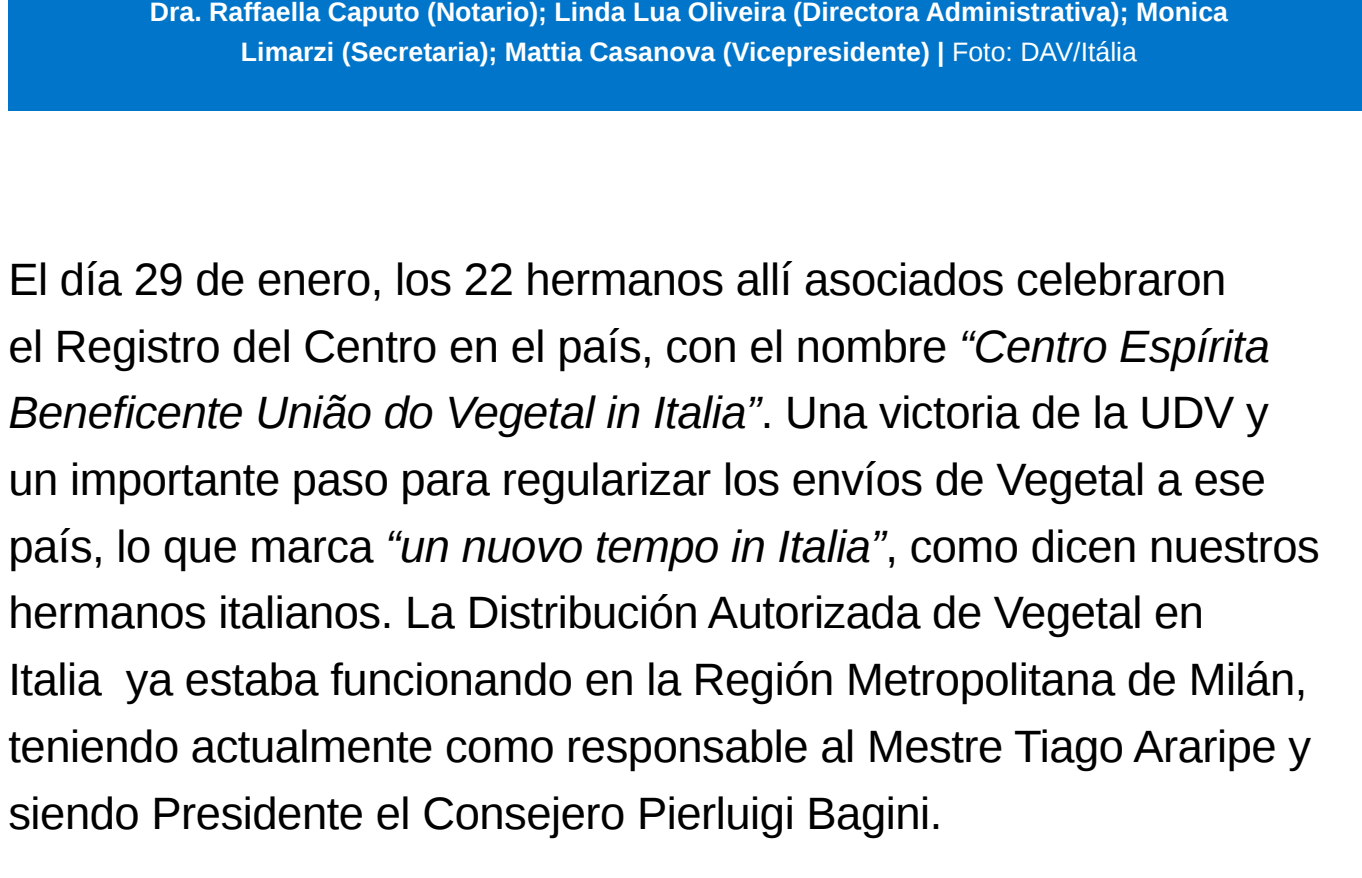 Dra. Raffaella Caputo (Notario); Linda Lua Oliveira (Directora Administrativa); Monica
Limarzi (Secretaria); Mattia Casanova (Vicepresidente) | Foto: DAV/Itália
El día 29 de enero, los 22 hermanos allí asociados celebraron
el Registro del Centro en el país, con el nombre “Centro Espírita
Beneficente União do Vegetal in Italia”. Una victoria de la UDV y
un importante paso para regularizar los envíos de Vegetal a ese
país, lo que marca “un nuovo tempo in Italia”, como dicen nuestros
hermanos italianos. La Distribución Autorizada de Vegetal en
Italia  ya estaba funcionando en la Región Metropolitana de Milán,
teniendo actualmente como responsable al Mestre Tiago Araripe y
siendo Presidente el Consejero Pierluigi Bagini.